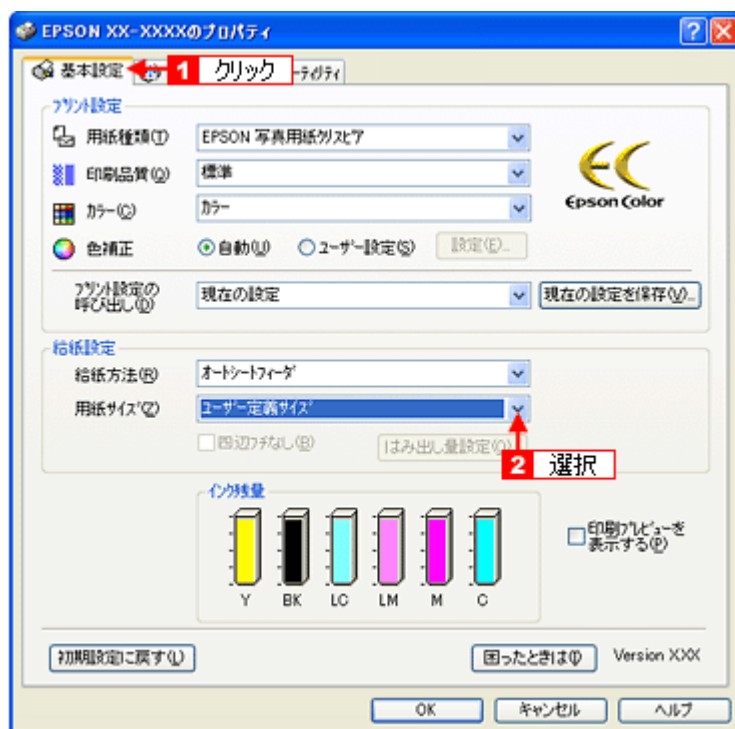 EPSON XX-XXXXのプロパティ
基本設定 1 クリック ーティリティ
プリント設定
用紙種類(T) EPSON 写真用紙クリスピア
印刷品質(Q) 標準
カラー(C) カラー
EC
Epson Color
色補正 自動(U) ユーザー設定(S) 設定(E)...
プリント設定の
呼び出し(D) 現在の設定 現在の設定を保存(V)...
給紙設定
給紙方法(R) オートシートフィーダ
用紙サイズ(Z) ユーザー定義サイズ
四辺フチなし(B) はみ出し量設定(O)
2 選択
インク残量
Y BK LC LM M C
印刷プレビューを
表示する(P)
初期設定に戻す(L) 困ったときは(I) Version X.XX
OK キャンセル ヘルプ